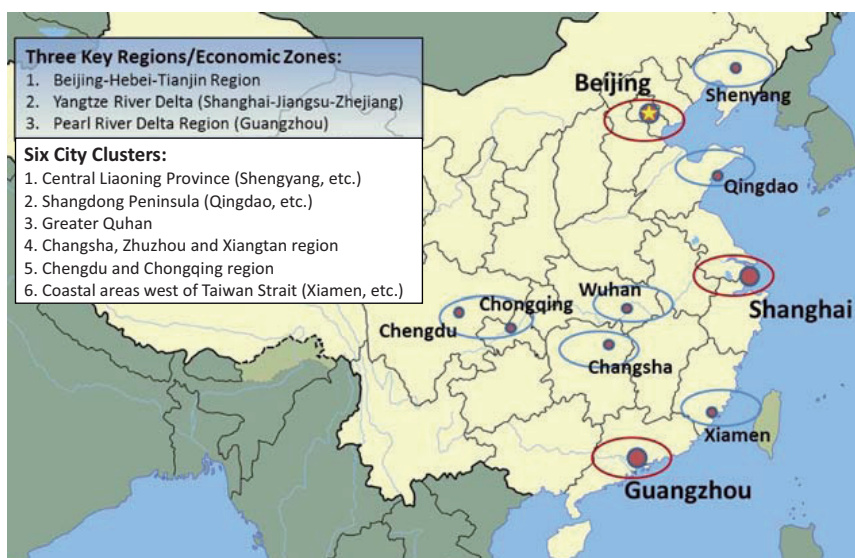 Three Key Regions/Economic Zones:
1. Beijing-Hebei-Tianjin Region
2. Yangtze River Delta (Shanghai-Jiangsu-Zhejiang)
3. Pearl River Delta Region (Guangzhou)
Six City Clusters:
1. Central Liaoning Province (Shengyang, etc.)
2. Shangdong Peninsula (Qingdao, etc.)
3. Greater Quhan
4. Changsha, Zhuzhou and Xiangtan region
5. Chengdu and Chongqing region
6. Coastal areas west of Taiwan Strait (Xiamen, etc.)
Beijing
Shenyang
Qingdao
Shanghai
Wuhan
Chongqing
Chengdu
Changsha
Xiamen
Guangzhou